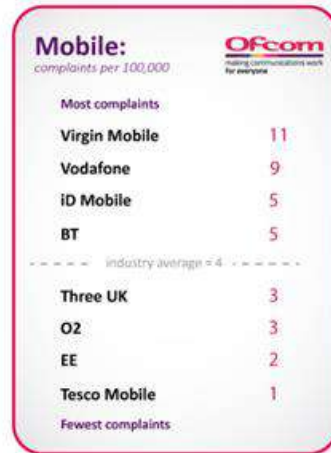 Mobile:
complaints per 100,000
Ofcom
making communications work
for everyone
Most complaints
Virgin Mobile 11
Vodafone 9
iD Mobile 5
BT 5
industry average = 4
Three UK 3
O2 3
EE 2
Tesco Mobile 1
Fewest complaints